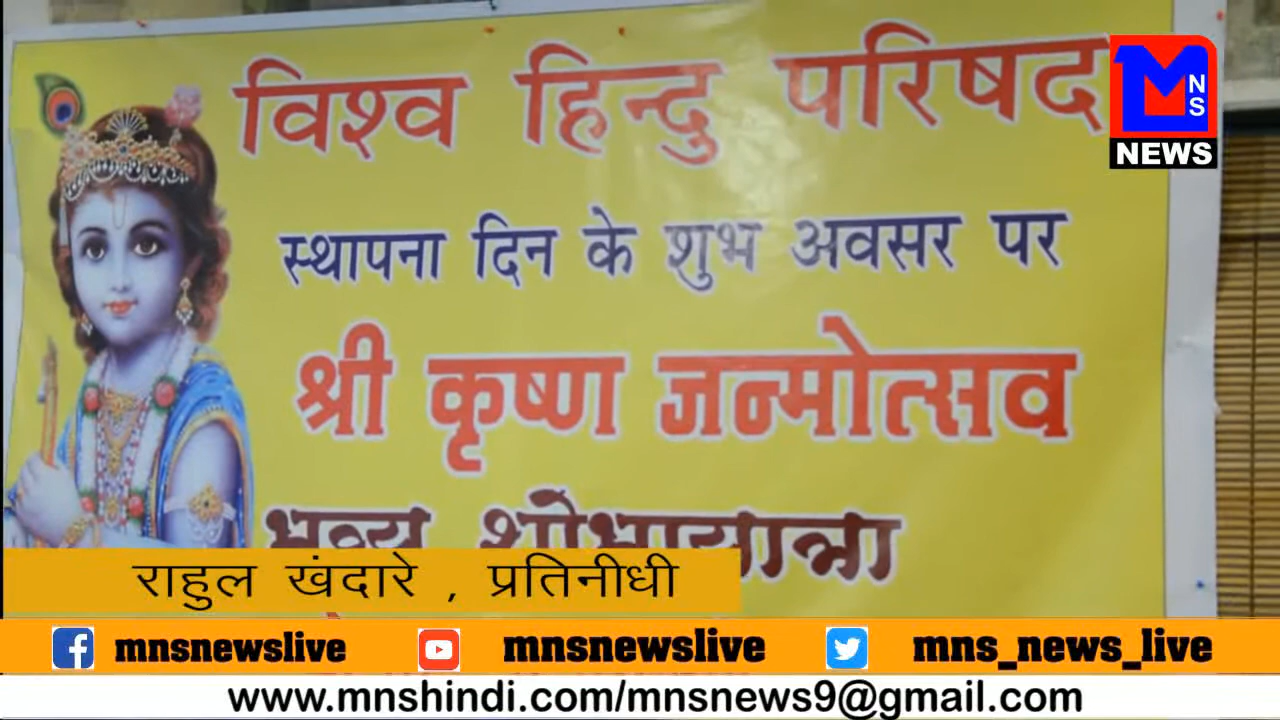 विश्व हिन्दु परिषद
स्थापना दिन के शुभ अवसर पर
श्री कृष्ण जन्मोत्सव
भव्य शोभायात्रा
MNS
NEWS
राहुल खंदारे , प्रतिनीधी
mnsnewslive mnsnewslive mns_news_live
www.mnshindi.com/mnsnews9@gmail.com